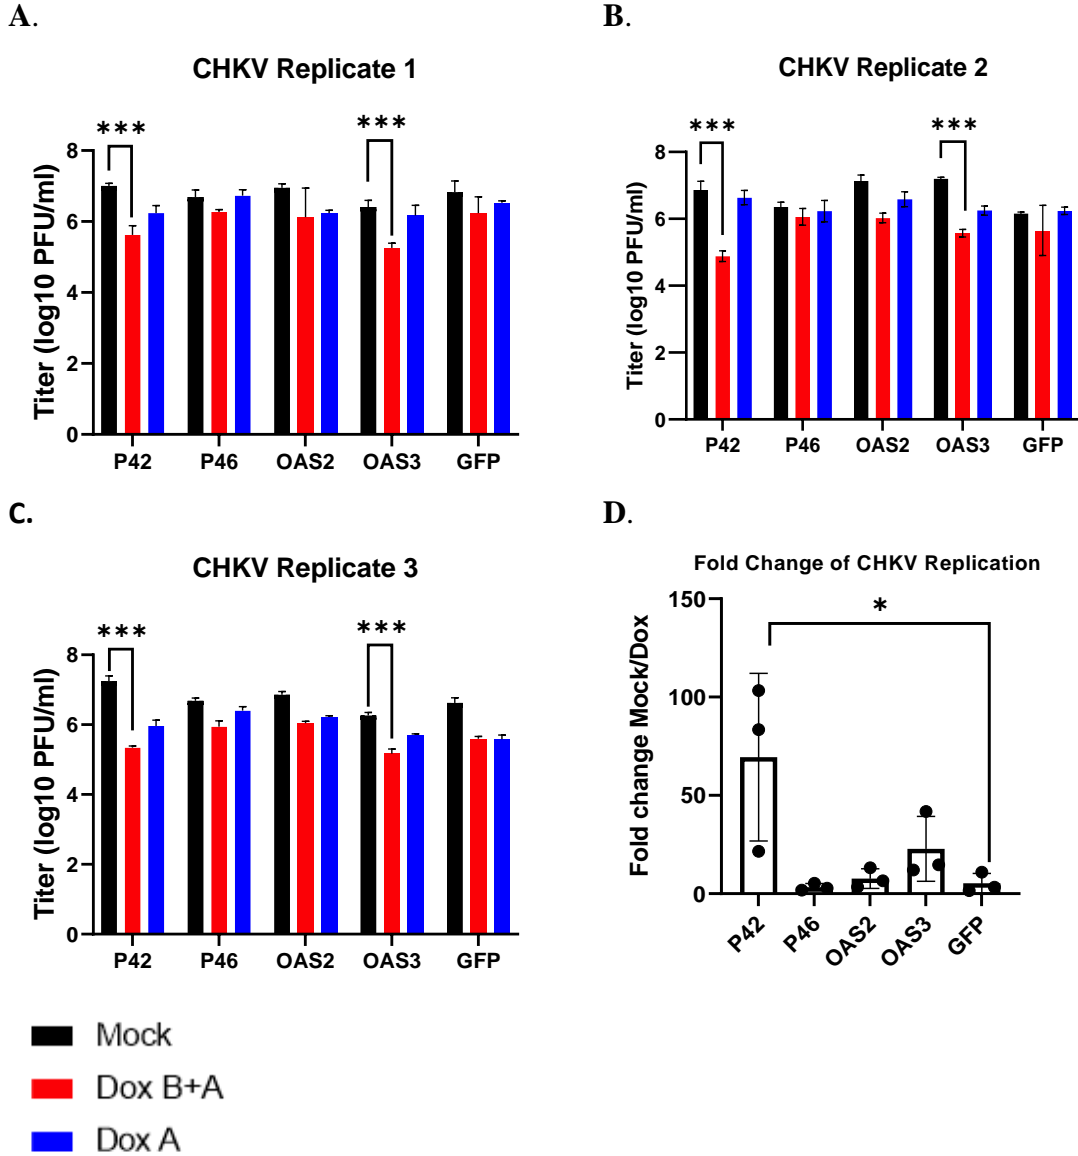 A.
CHKV Replicate 1
Titer (log10 PFU/ml)
8
6
4
2
0
***
***
P42 P46 OAS2 OAS3 GFP
B.
CHKV Replicate 2
Titer (log10 PFU/ml)
8
6
4
2
0
***
***
P42 P46 OAS2 OAS3 GFP
C.
CHKV Replicate 3
Titer (log10 PFU/ml)
8
6
4
2
0
***
***
P42 P46 OAS2 OAS3 GFP
D.
Fold Change of CHKV Replication
Fold change Mock/Dox
150
100
50
0
*
P42 P46 OAS2 OAS3 GFP
Mock
Dox B+A
Dox A